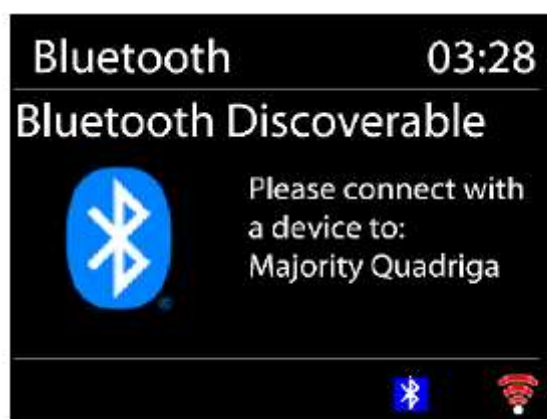 Bluetooth 03:28
Bluetooth Discoverable
Please connect with
a device to:
Majority Quadriga